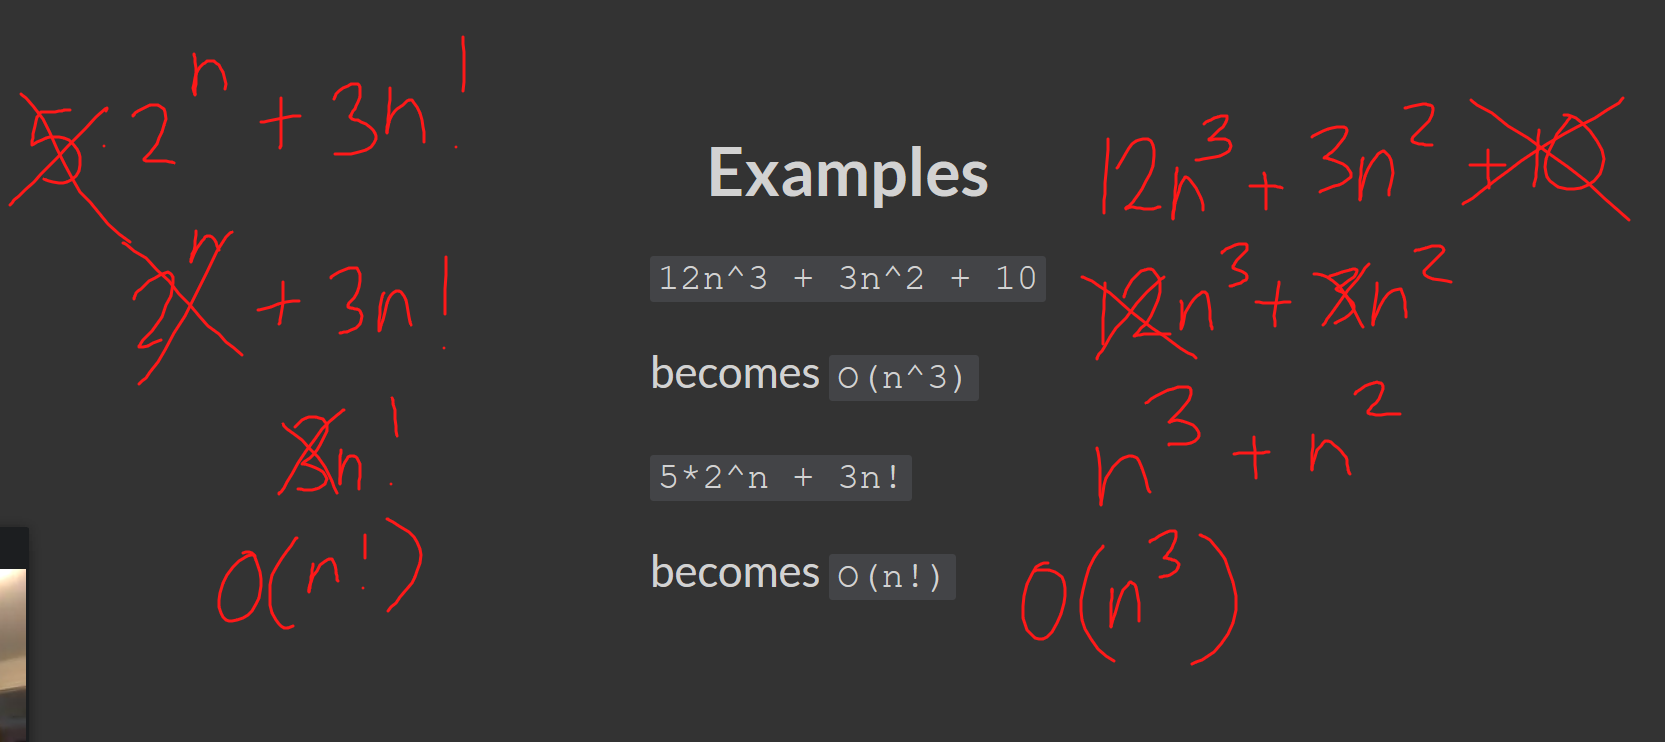 5·2^n + 3n!
2^n + 3n!
3n!
O(n!)
Examples
12n^3 + 3n^2 + 10
becomes O(n^3)
5*2^n + 3n!
becomes O(n!)
12n^3 + 3n^2 + 10
12n^3 + 3n^2
n^3 + n^2
O(n^3)